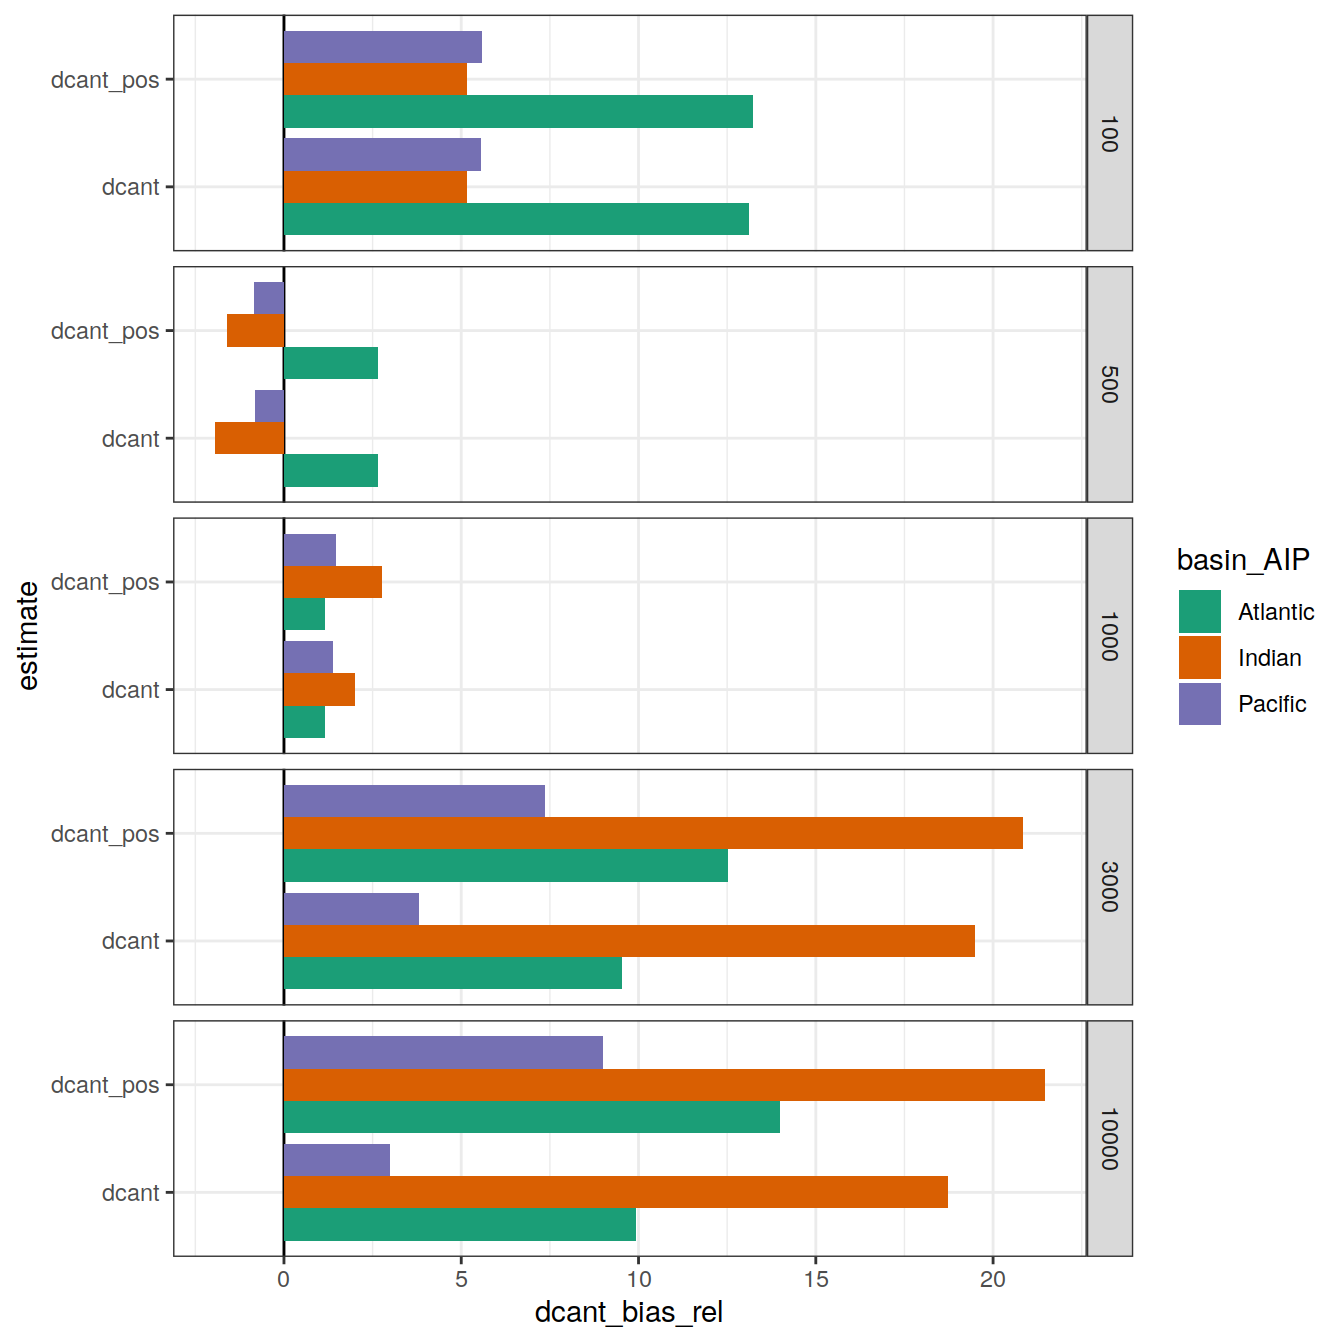 dcant_pos
dcant
100
dcant_pos
dcant
500
dcant_pos
dcant
1000
dcant_pos
dcant
3000
dcant_pos
dcant
10000
estimate
0 5 10 15 20
dcant_bias_rel
basin_AIP
Atlantic
Indian
Pacific